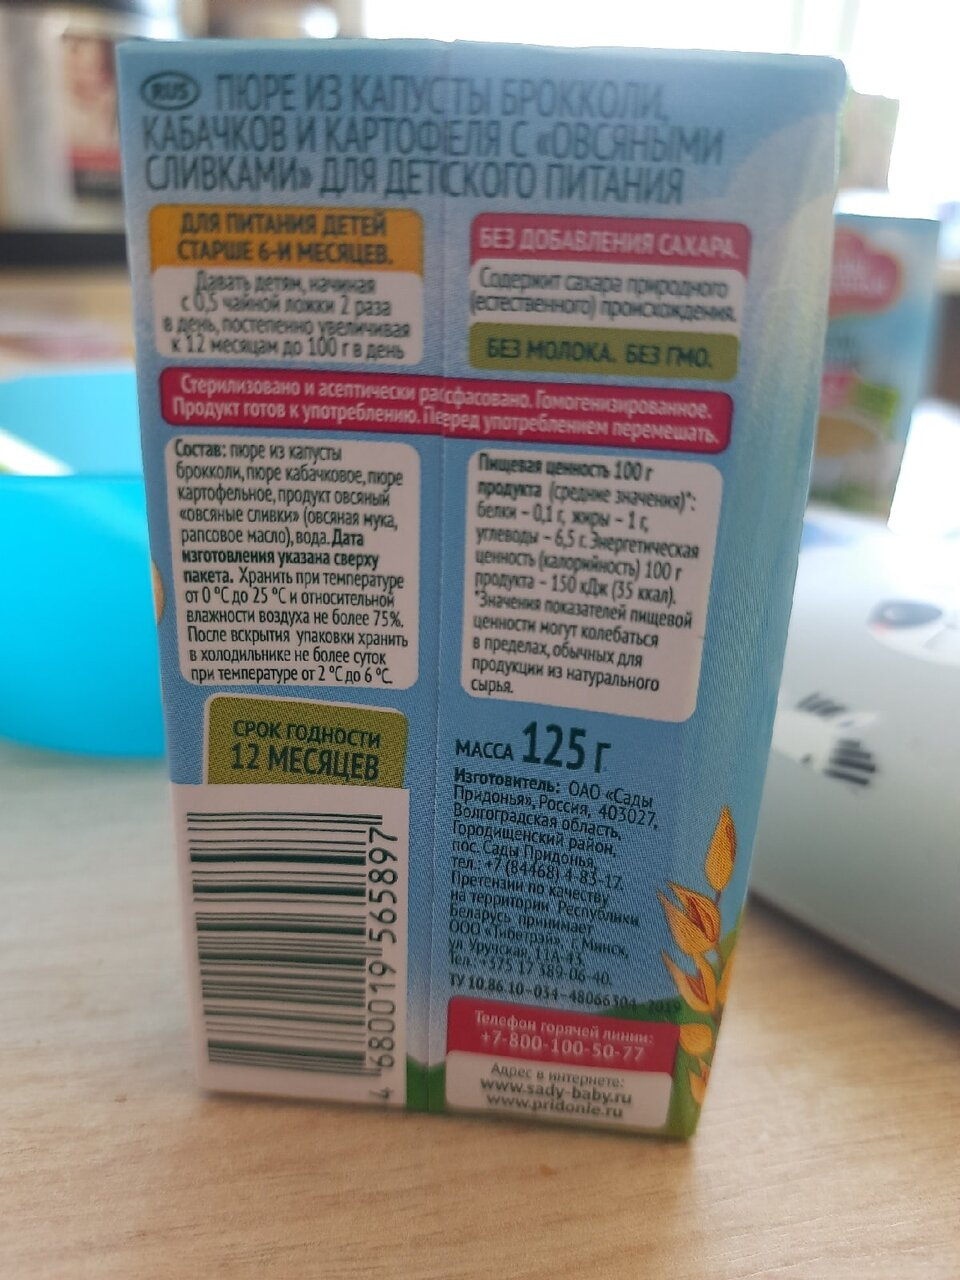 RUS ПЮРЕ ИЗ КАПУСТЫ БРОККОЛИ,
КАБАЧКОВ И КАРТОФЕЛЯ С «ОВСЯНЫМИ
СЛИВКАМИ» ДЛЯ ДЕТСКОГО ПИТАНИЯ
ДЛЯ ПИТАНИЯ ДЕТЕЙ
СТАРШЕ 6-И МЕСЯЦЕВ.
Давать детям, начиная
с 0,5 чайной ложки 2 раза
в день, постепенно увеличивая
к 12 месяцам до 100 г в день
БЕЗ ДОБАВЛЕНИЯ САХАРА.
Содержит сахара природного
(естественного) происхождения.
БЕЗ МОЛОКА. БЕЗ ГМО.
Стерилизовано и асептически расфасовано. Гомогенизированное.
Продукт готов к употреблению. Перед употреблением перемешать.
Состав: пюре из капусты
брокколи, пюре кабачковое, пюре
картофельное, продукт овсяный
«овсяные сливки» (овсяная мука,
рапсовое масло), вода. Дата
изготовления указана сверху
пакета. Хранить при температуре
от 0 °С до 25 °С и относительной
влажности воздуха не более 75%.
После вскрытия упаковки хранить
в холодильнике не более суток
при температуре от 2 °С до 6 °С.
Пищевая ценность 100 г
продукта (средние значения)*:
белки – 0,1 г, жиры – 1 г,
углеводы – 6,5 г. Энергетическая
ценность (калорийность) 100 г
продукта – 150 кДж (35 ккал).
*Значения показателей пищевой
ценности могут колебаться
в пределах, обычных для
продукции из натурального
сырья.
СРОК ГОДНОСТИ
12 МЕСЯЦЕВ
4 680019 565897
МАССА 125 г
Изготовитель: ОАО «Сады
Придонья», Россия, 403027,
Волгоградская область,
Городищенский район,
пос. Сады Придонья,
тел.: +7 (84468) 4-83-17.
Претензии по качеству
на территории Республики
Беларусь принимает
ООО «Тибетрэй», г. Минск,
ул. Уручская, 11А-43.
Тел. +375 17 389-06-40.
ТУ 10.86.10-034-48066304-2019
Телефон горячей линии:
+7-800-100-50-77
Адрес в интернете:
www.sady-baby.ru
www.pridonie.ru